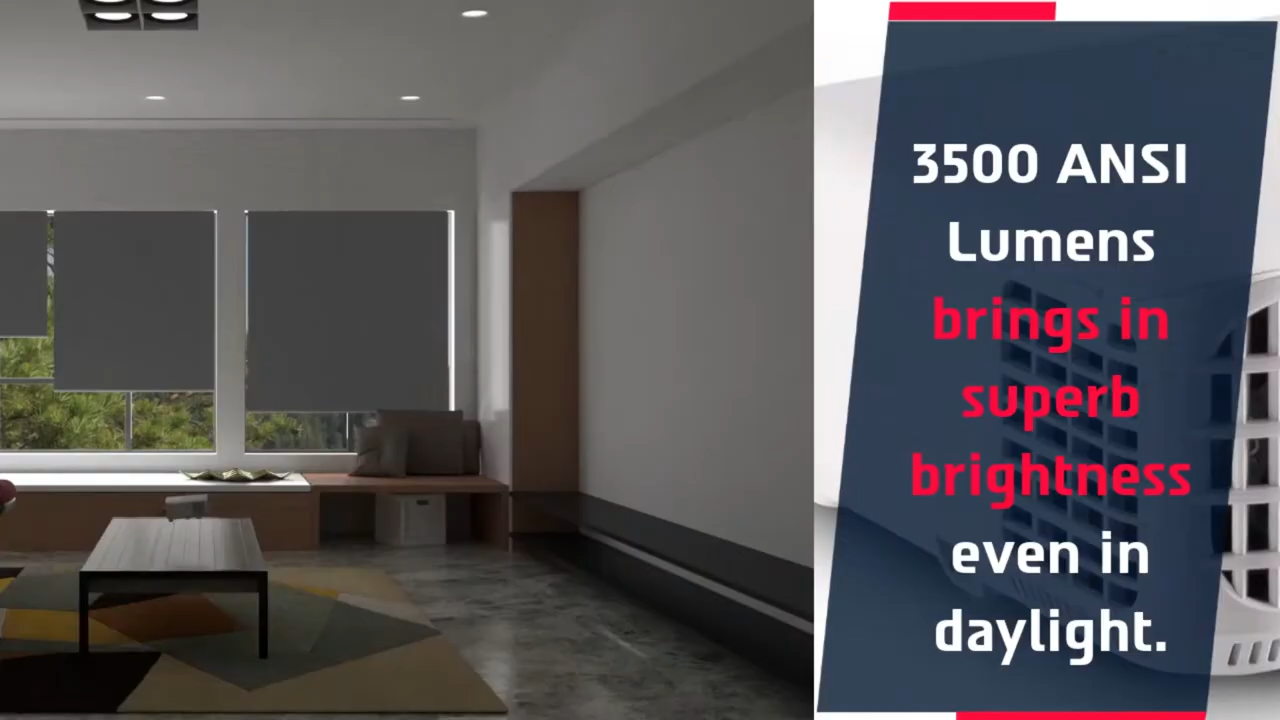 3500 ANSI
Lumens
brings in
superb
brightness
even in
daylight.